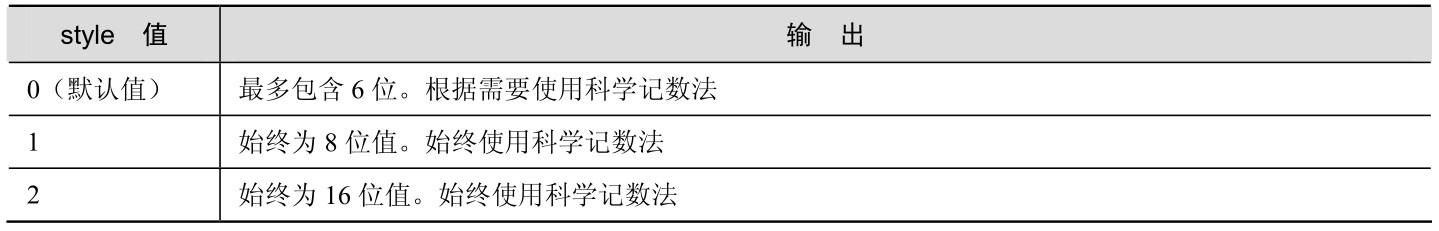 style 值 输 出
0（默认值） 最多包含 6 位。根据需要使用科学记数法
1 始终为 8 位值。始终使用科学记数法
2 始终为 16 位值。始终使用科学记数法